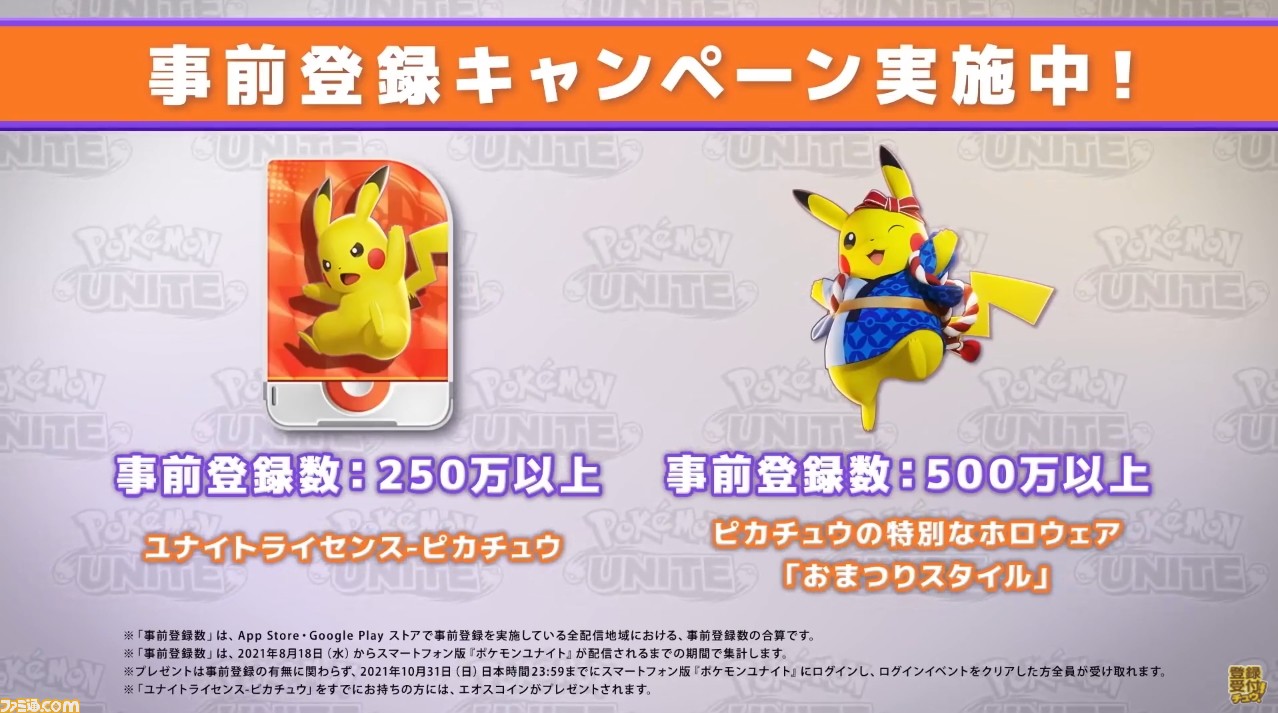 事前登録キャンペーン実施中!
Pokémon UNITE
事前登録数:250万以上
ユナイトライセンス-ピカチュウ
事前登録数:500万以上
ピカチュウの特別なホロウェア
「おまつりスタイル」
※「事前登録数」は、App Store・Google Play ストアで事前登録を実施している全配信地域における、事前登録数の合算です。
※「事前登録数」は、2021年8月18日(水)からスマートフォン版『ポケモンユナイト』が配信されるまでの期間で集計します。
※プレゼントは事前登録の有無に関わらず、2021年10月31日(日)日本時間23:59までにスマートフォン版『ポケモンユナイト』にログインし、ログインイベントをクリアした方全員が受け取れます。
※「ユナイトライセンス-ピカチュウ」をすでにお持ちの方には、エオスコインがプレゼントされます。
登録
受付
チュウ!
ファミ通.com